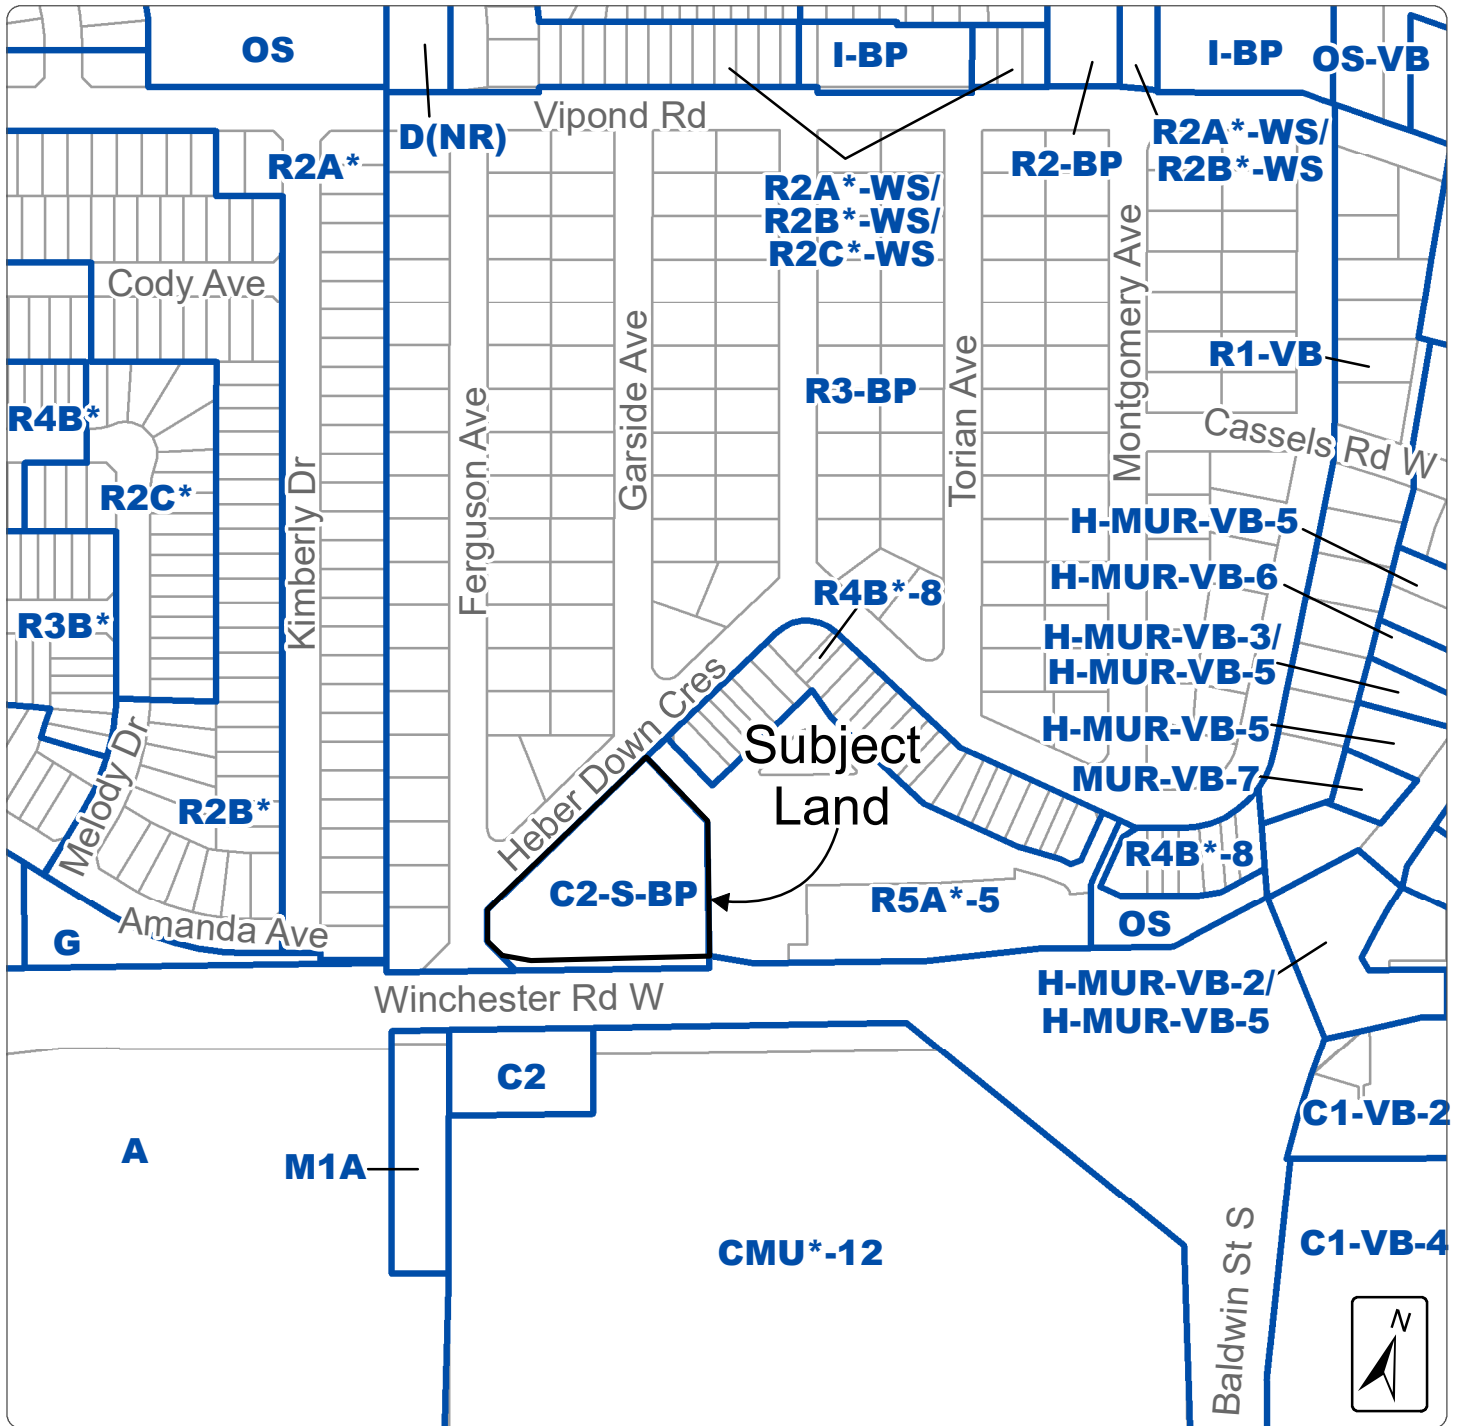 OS
I-BP
I-BP
OS-VB
D(NR)
Vipond Rd
R2A*
R2A*-WS/
R2B*-WS/
R2C*-WS
R2-BP
R2A*-WS/
R2B*-WS
Cody Ave
R4B*
R2C*
R3B*
Kimberly Dr
Ferguson Ave
Garside Ave
R3-BP
Torian Ave
Montgomery Ave
R1-VB
Cassels Rd W
H-MUR-VB-5
H-MUR-VB-6
H-MUR-VB-3/
H-MUR-VB-5
H-MUR-VB-5
MUR-VB-7
R4B*-8
Heber Down Cres
Subject
Land
Melody Dr
R2B*
C2-S-BP
R5A*-5
R4B*-8
OS
G
Amanda Ave
Winchester Rd W
H-MUR-VB-2/
H-MUR-VB-5
C2
A
M1A
CMU*-12
C1-VB-2
C1-VB-4
Baldwin St S
N